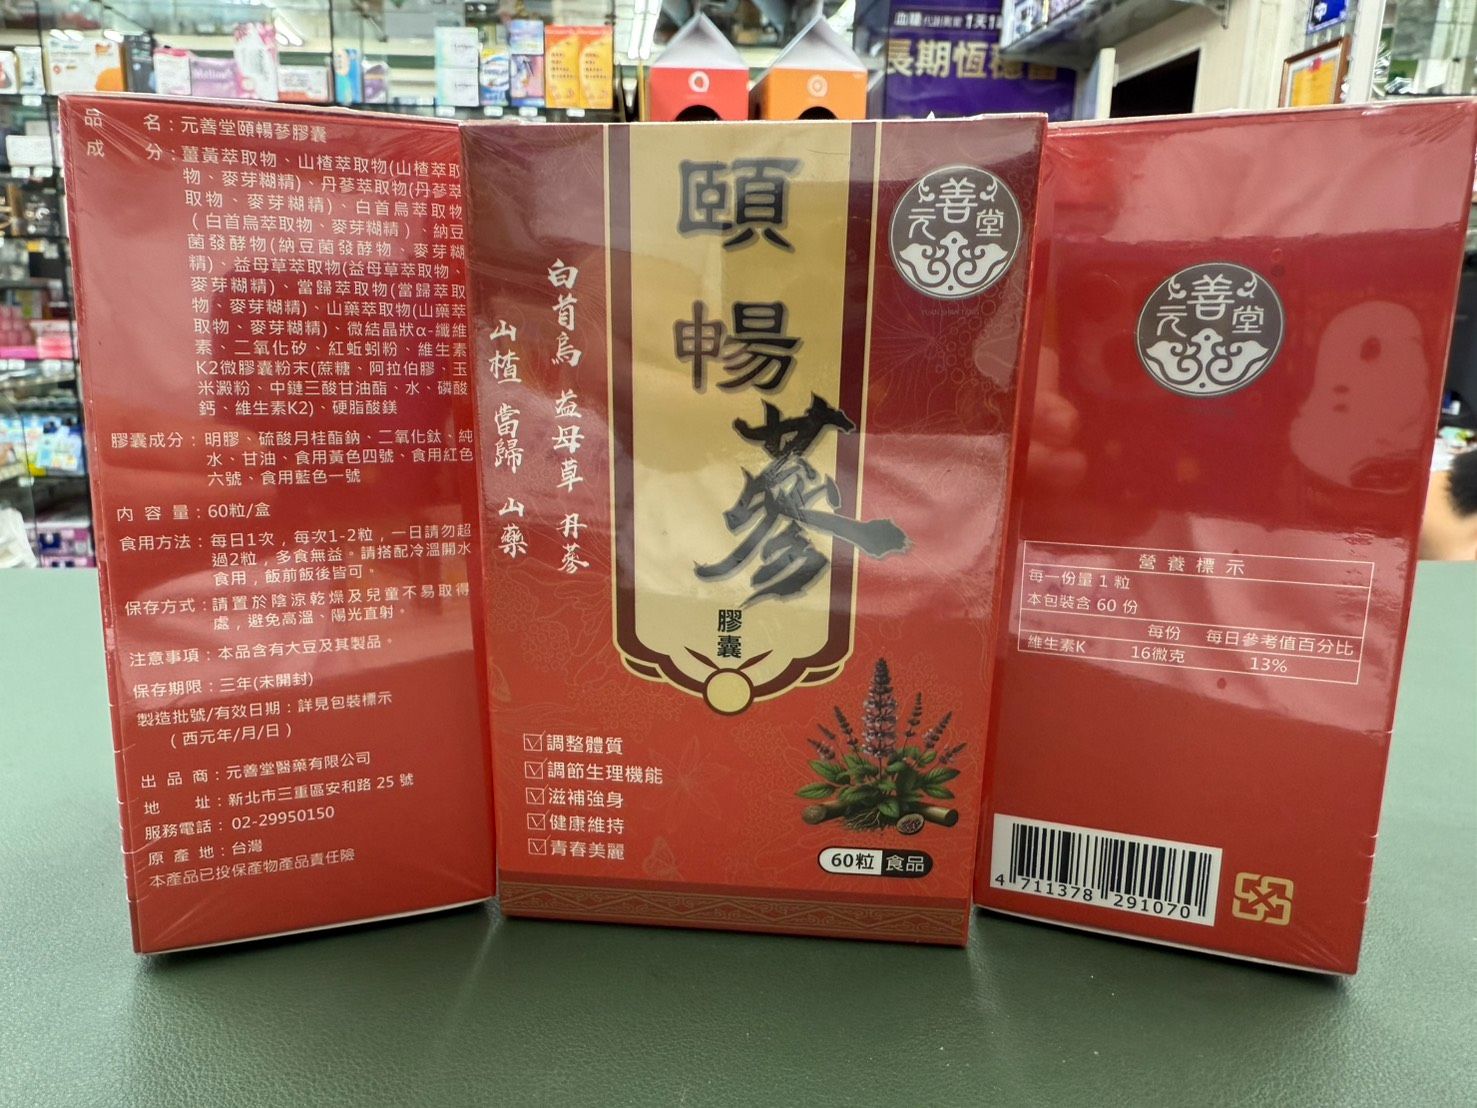 血糖代謝異常1天1
長期恆穩當
品名：元善堂頤暢蔘膠囊
成分：薑黃萃取物、山楂萃取物(山楂萃取
物、麥芽糊精)、丹蔘萃取物(丹蔘萃
取物、麥芽糊精)、白首烏萃取物
(白首烏萃取物、麥芽糊精)、納豆
菌發酵物(納豆菌發酵物、麥芽糊
精)、益母草萃取物(益母草萃取物、
麥芽糊精)、當歸萃取物(當歸萃取
物、麥芽糊精)、山藥萃取物(山藥萃
取物、麥芽糊精)、微結晶狀α-纖維
素、二氧化矽、紅蚯蚓粉、維生素
K2微膠囊粉末(蔗糖、阿拉伯膠、玉
米澱粉、中鏈三酸甘油酯、水、磷酸
鈣、維生素K2)、硬脂酸鎂
膠囊成分：明膠、硫酸月桂酯鈉、二氧化鈦、純
水、甘油、食用黃色四號、食用紅色
六號、食用藍色一號
內容量：60粒/盒
食用方法：每日1次，每次1-2粒，一日請勿超
過2粒，多食無益。請搭配冷溫開水
食用，飯前飯後皆可。
保存方式：請置於陰涼乾燥及兒童不易取得
處，避免高溫、陽光直射。
注意事項：本品含有大豆及其製品。
保存期限：三年(未開封)
製造批號/有效日期：詳見包裝標示
(西元年/月/日)
出品商：元善堂醫藥有限公司
地址：新北市三重區安和路 25 號
服務電話：02-29950150
原產地：台灣
本產品已投保產物產品責任險
頤暢蔘
膠囊
白首烏 益母草 丹蔘
山楂 當歸 山藥
元善堂
調整體質
調節生理機能
滋補強身
健康維持
青春美麗
60粒 食品
元善堂
營養標示
每一份量 1 粒
本包裝含 60 份
每份 每日參考值百分比
維生素K 16微克 13%
4 711378 291070